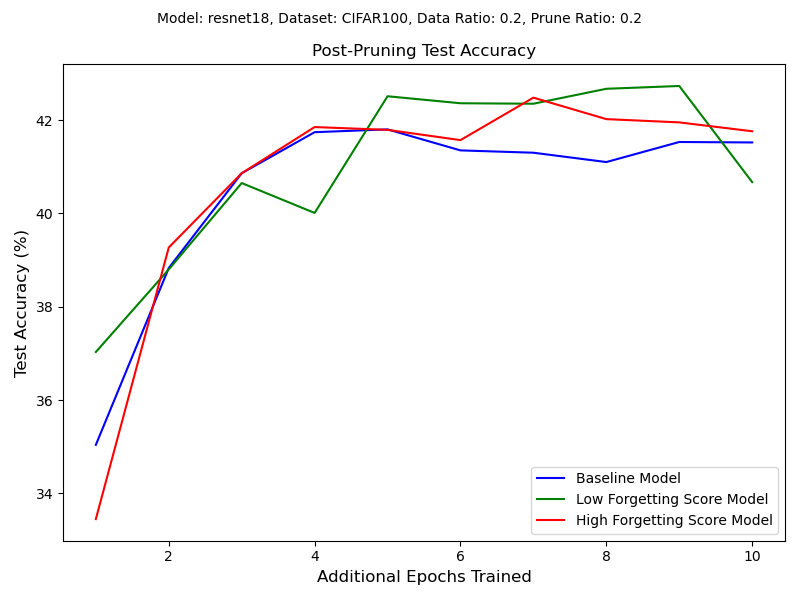 Model: resnet18, Dataset: CIFAR100, Data Ratio: 0.2, Prune Ratio: 0.2
Post-Pruning Test Accuracy
Test Accuracy (%)
42
40
38
36
34
Baseline Model
Low Forgetting Score Model
High Forgetting Score Model
2 4 6 8 10
Additional Epochs Trained